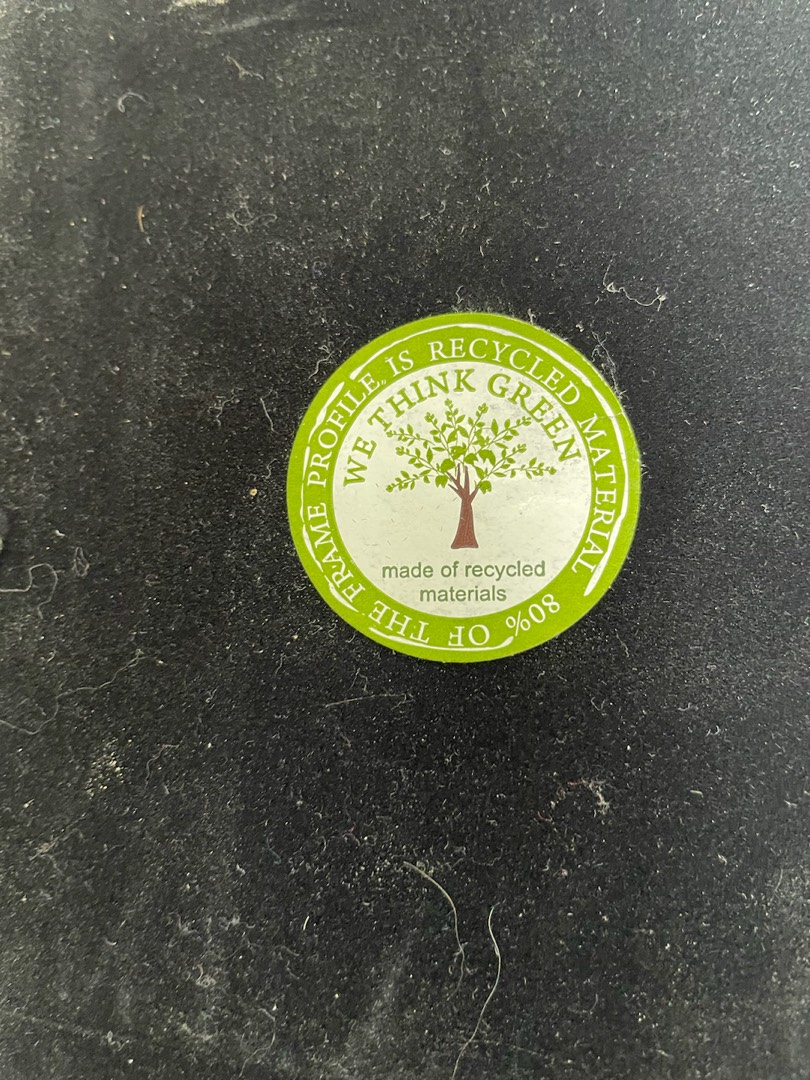 80% OF THE FRAME PROFILE IS RECYCLED MATERIAL
WE THINK GREEN
made of recycled
materials